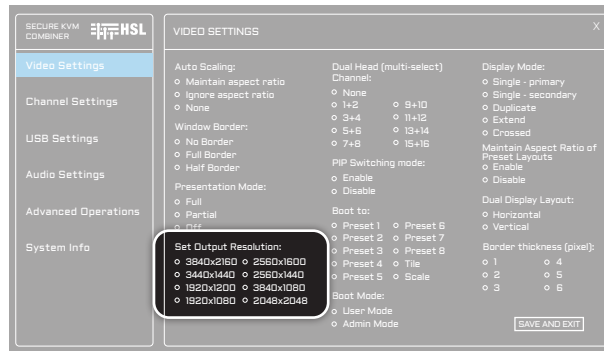 SECURE KVM
COMBINER
HSL
VIDEO SETTINGS
X
Video Settings
Channel Settings
USB Settings
Audio Settings
Advanced Operations
System Info
Auto Scaling:
Maintain aspect ratio
Ignore aspect ratio
None
Window Border:
No Border
Full Border
Half Border
Presentation Mode:
Full
Partial
Off
Set Output Resolution:
3840x2160 2560x1600
3440x1440 2560x1440
1920x1200 3840x1080
1920x1080 2048x2048
Dual Head (multi-select)
Channel:
None
1+2 9+10
3+4 11+12
5+6 13+14
7+8 15+16
PIP Switching mode:
Enable
Disable
Boot to:
Preset 1 Preset 6
Preset 2 Preset 7
Preset 3 Preset 8
Preset 4 Tile
Preset 5 Scale
Boot Mode:
User Mode
Admin Mode
Display Mode:
Single - primary
Single - secondary
Duplicate
Extend
Crossed
Maintain Aspect Ratio of
Preset Layouts
Enable
Disable
Dual Display Layout:
Horizontal
Vertical
Border thickness (pixel):
1 4
2 5
3 6
SAVE AND EXIT